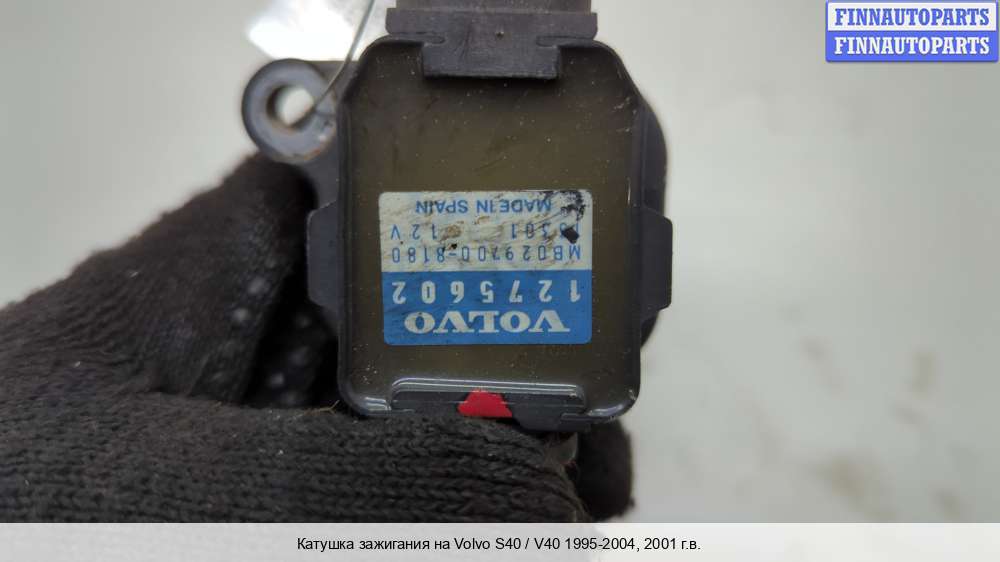 FINNAUTOPARTS
FINNAUTOPARTS
VOLVO
1275602
MB029700-8180
12V
MADE IN SPAIN
Катушка зажигания на Volvo S40 / V40 1995-2004, 2001 г.в.